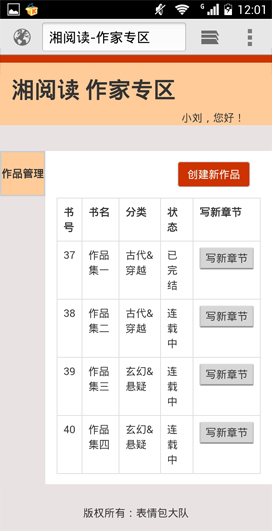 G 12:01
湘阅读-作家专区
湘阅读 作家专区
小刘，您好！
作品管理
创建新作品
书号 书名 分类 状态 写新章节
37 作品集一 古代&穿越 已完结 写新章节
38 作品集二 古代&穿越 连载中 写新章节
39 作品集三 玄幻&悬疑 连载中 写新章节
40 作品集四 玄幻&悬疑 连载中 写新章节
版权所有：表情包大队